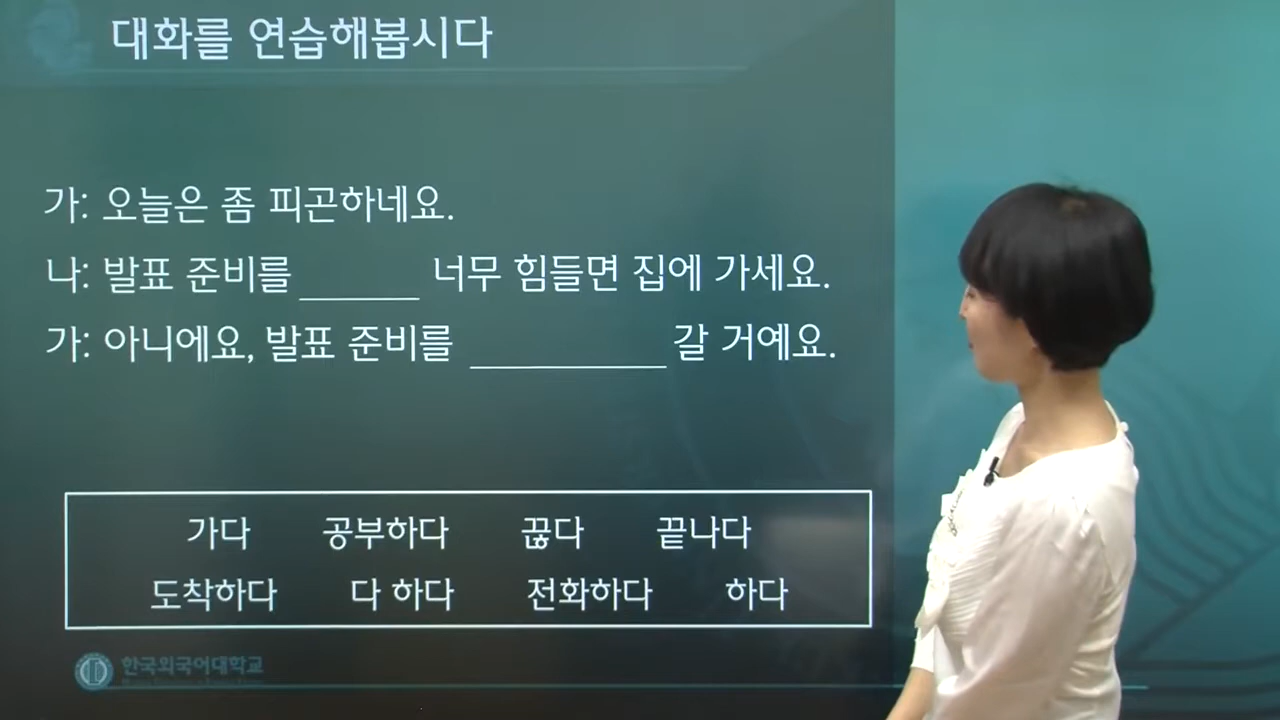 대화를 연습해봅시다
가: 오늘은 좀 피곤하네요.
나: 발표 준비를 ______ 너무 힘들면 집에 가세요.
가: 아니에요, 발표 준비를 __________ 갈 거예요.
가다 공부하다 끊다 끝나다
도착하다 다 하다 전화하다 하다
한국외국어대학교